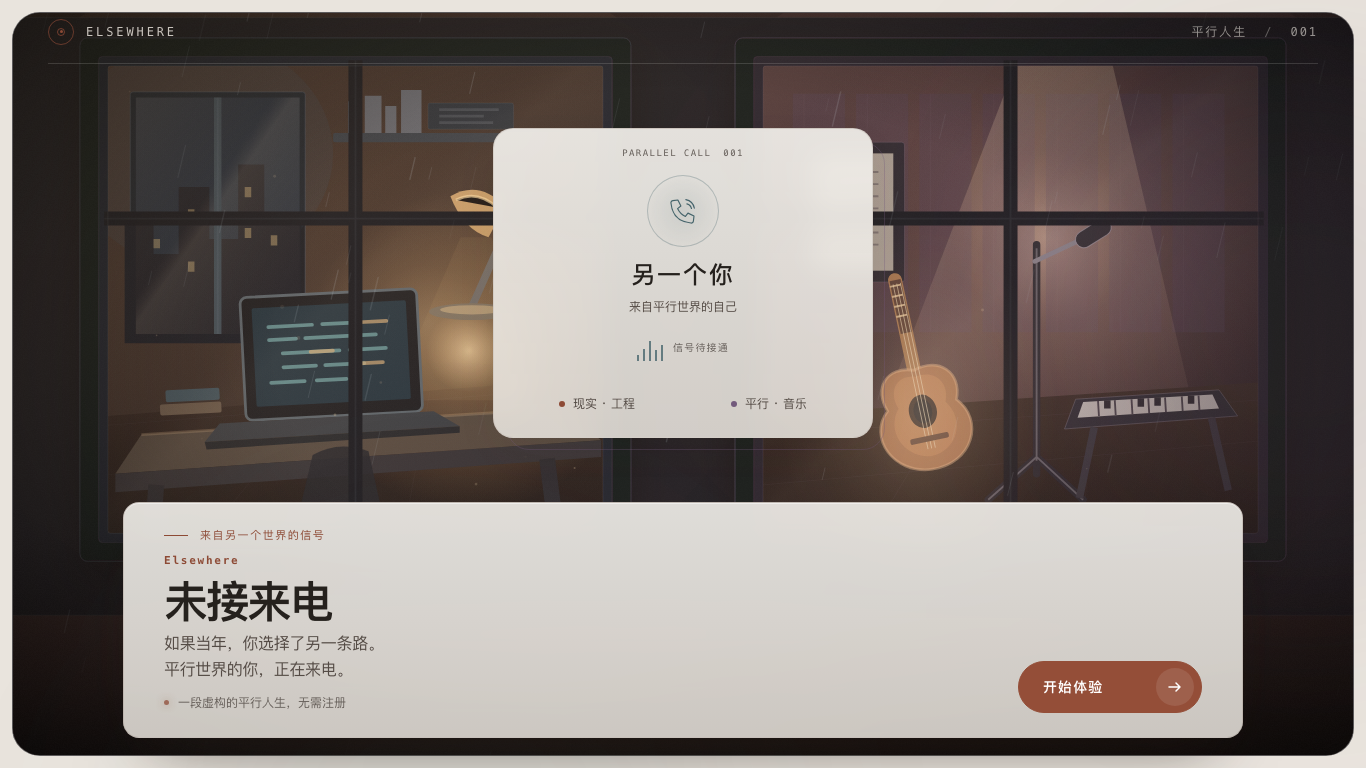 ELSEWHERE
平行人生 / 001
PARALLEL CALL 001
另一个你
来自平行世界的自己
信号待接通
现实 · 工程
平行 · 音乐
来自另一个世界的信号
Elsewhere
未接来电
如果当年，你选择了另一条路。
平行世界的你，正在来电。
一段虚构的平行人生，无需注册
开始体验